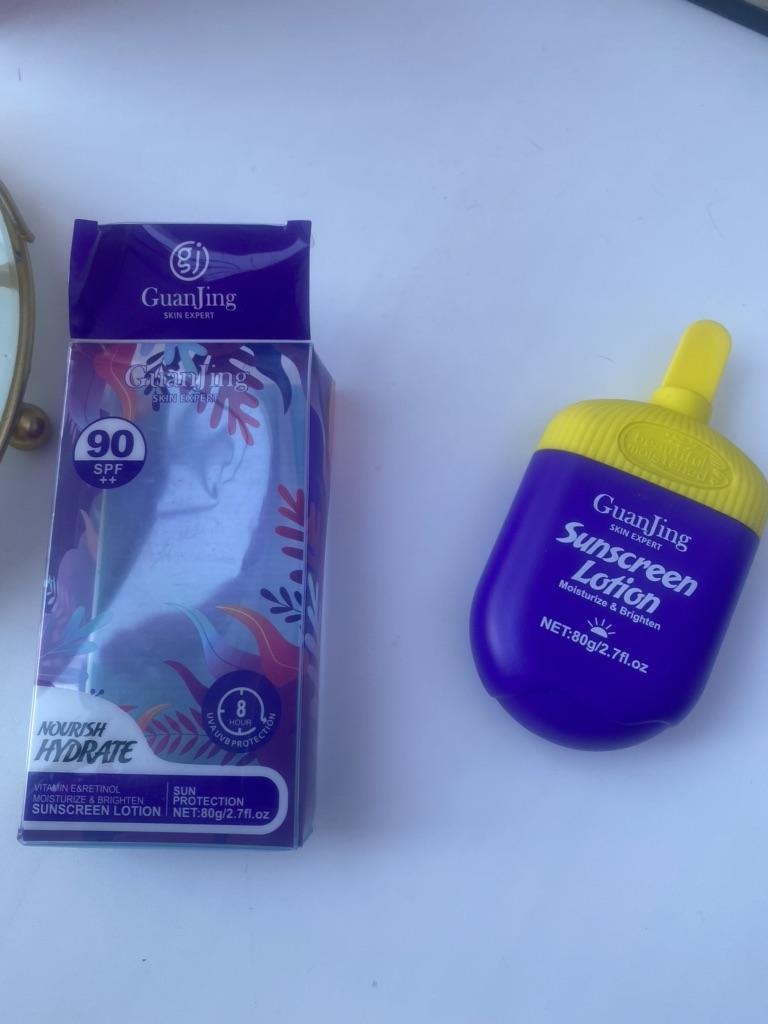 gj
GuanJing
SKIN EXPERT
GuanJing
SKIN EXPERT
90
SPF
++
8
HOUR
UVA UVB PROTECTION
NOURISH
HYDRATE
VITAMIN E&RETINOL
MOISTURIZE & BRIGHTEN
SUNSCREEN LOTION
SUN
PROTECTION
NET:80g/2.7fl.oz
GuanJing
SKIN EXPERT
Sunscreen
Lotion
Moisturize & Brighten
NET:80g/2.7fl.oz